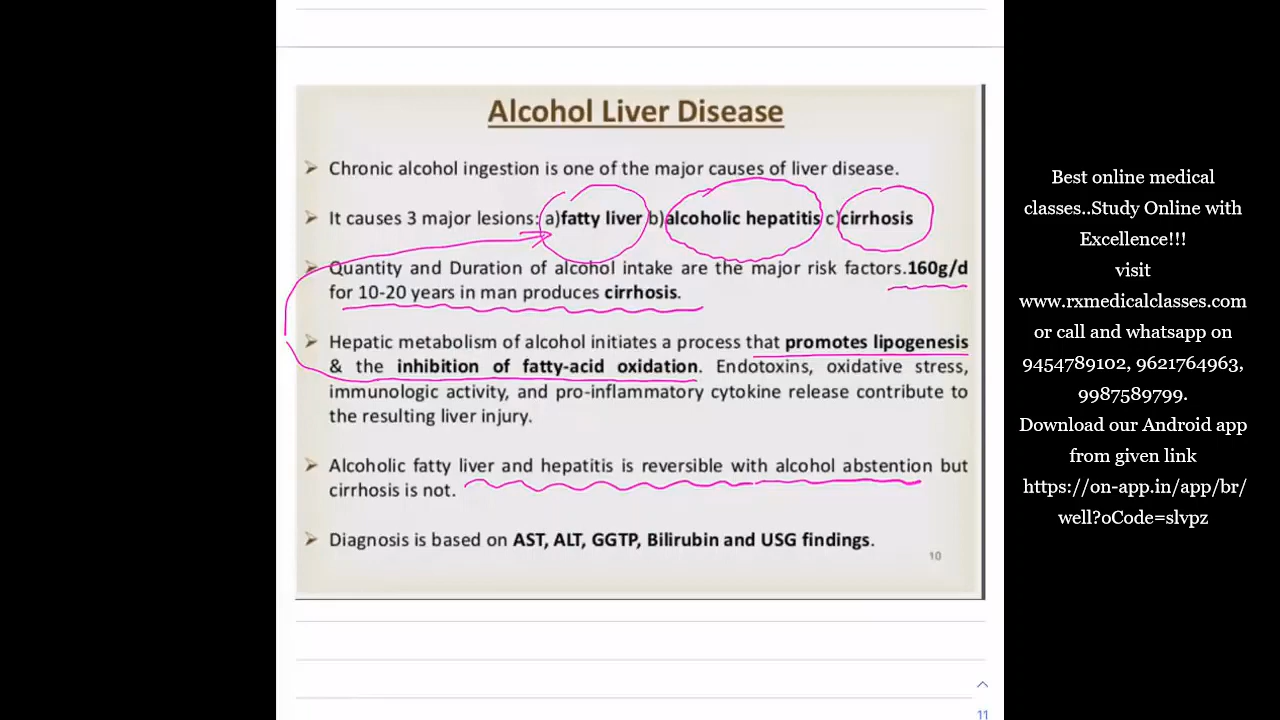 Alcohol Liver Disease
Chronic alcohol ingestion is one of the major causes of liver disease.
It causes 3 major lesions: a)fatty liver b)alcoholic hepatitis c)cirrhosis
Quantity and Duration of alcohol intake are the major risk factors.160g/d
for 10-20 years in man produces cirrhosis.
Hepatic metabolism of alcohol initiates a process that promotes lipogenesis
& the inhibition of fatty-acid oxidation. Endotoxins, oxidative stress,
immunologic activity, and pro-inflammatory cytokine release contribute to
the resulting liver injury.
Alcoholic fatty liver and hepatitis is reversible with alcohol abstention but
cirrhosis is not.
Diagnosis is based on AST, ALT, GGTP, Bilirubin and USG findings.
10
11
Best online medical
classes..Study Online with
Excellence!!!
visit
www.rxmedicalclasses.com
or call and whatsapp on
9454789102, 9621764963,
9987589799.
Download our Android app
from given link
https://on-app.in/app/br/
well?oCode=slvpz